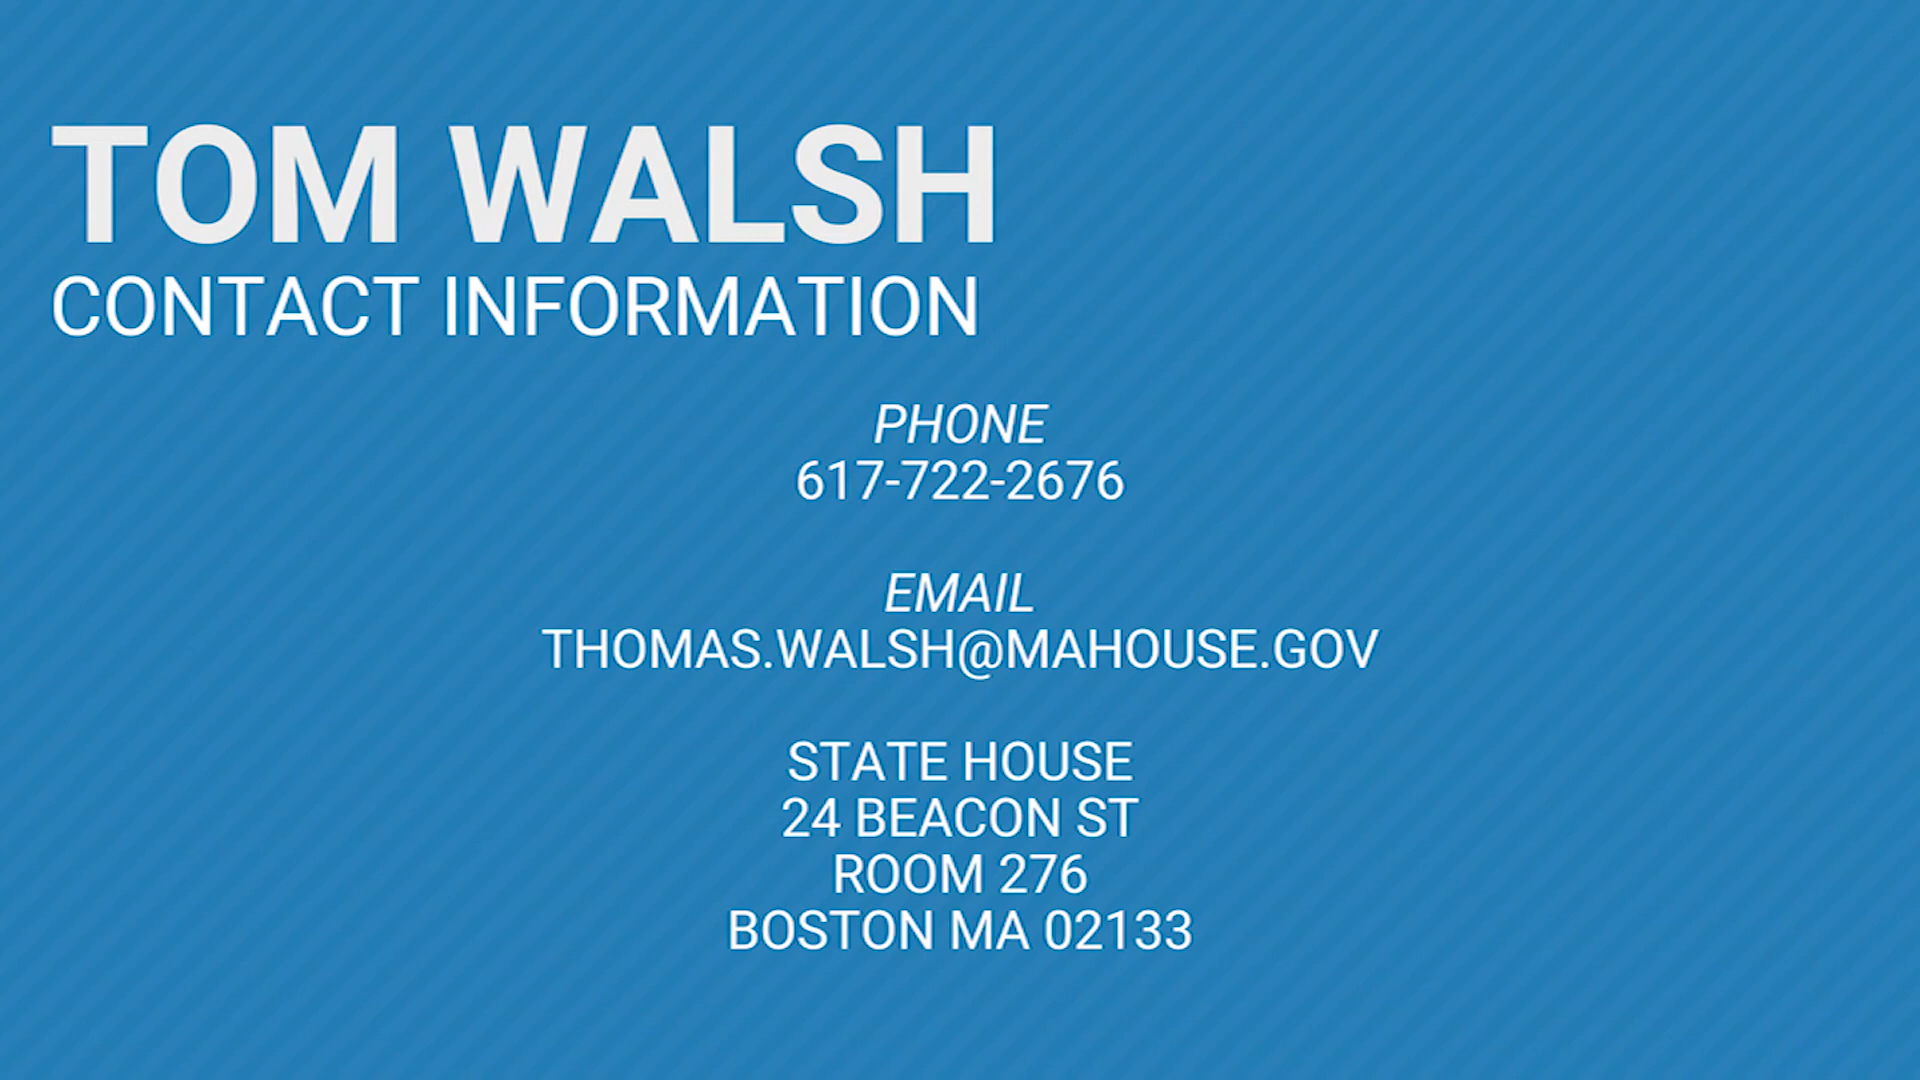 TOM WALSH
CONTACT INFORMATION
PHONE
617-722-2676
EMAIL
THOMAS.WALSH@MAHOUSE.GOV
STATE HOUSE
24 BEACON ST
ROOM 276
BOSTON MA 02133